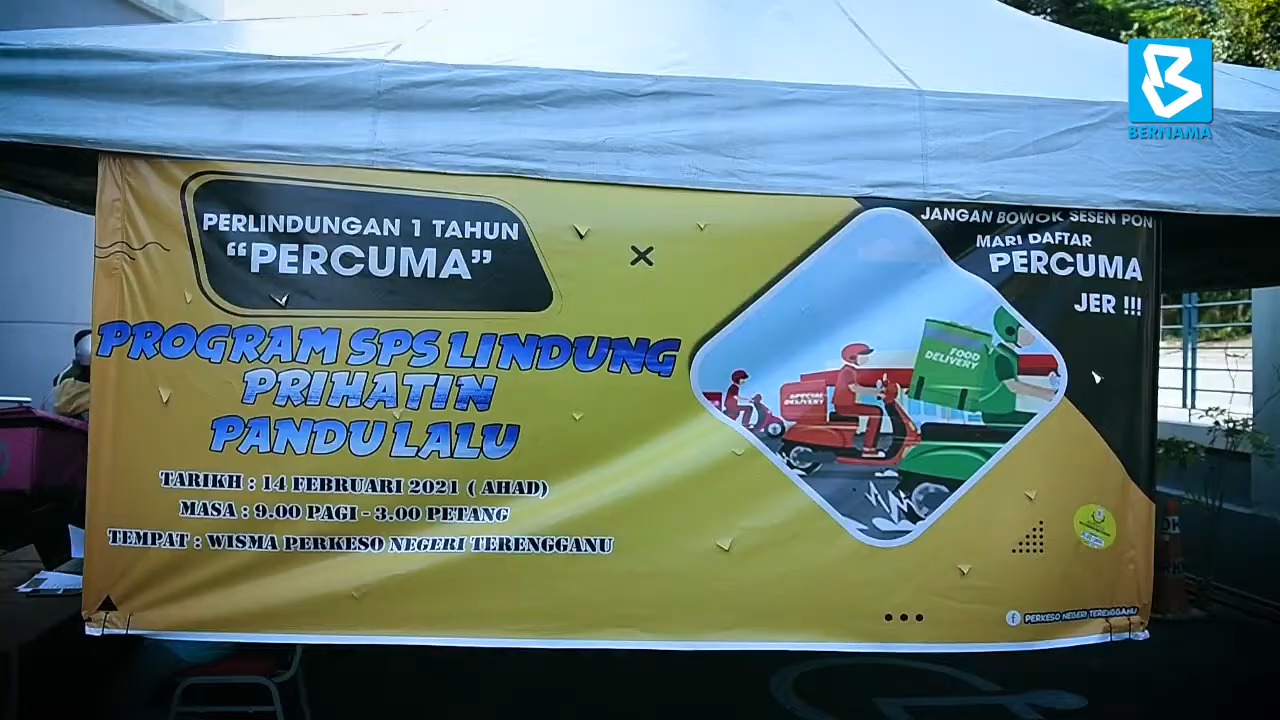 BERNAMA
PERLINDUNGAN 1 TAHUN
“PERCUMA”
JANGAN BOWOK SESEN PON
MARI DAFTAR
PERCUMA
JER !!!
PROGRAM SPS LINDUNG
PRIHATIN
PANDU LALU
FOOD
DELIVERY
SPECIAL
DELIVERY
TARIKH : 14 FEBRUARI 2021 ( AHAD)
MASA : 9.00 PAGI - 3.00 PETANG
TEMPAT : WISMA PERKESO NEGERI TERENGGANU
PERKESO NEGERI TERENGGANU